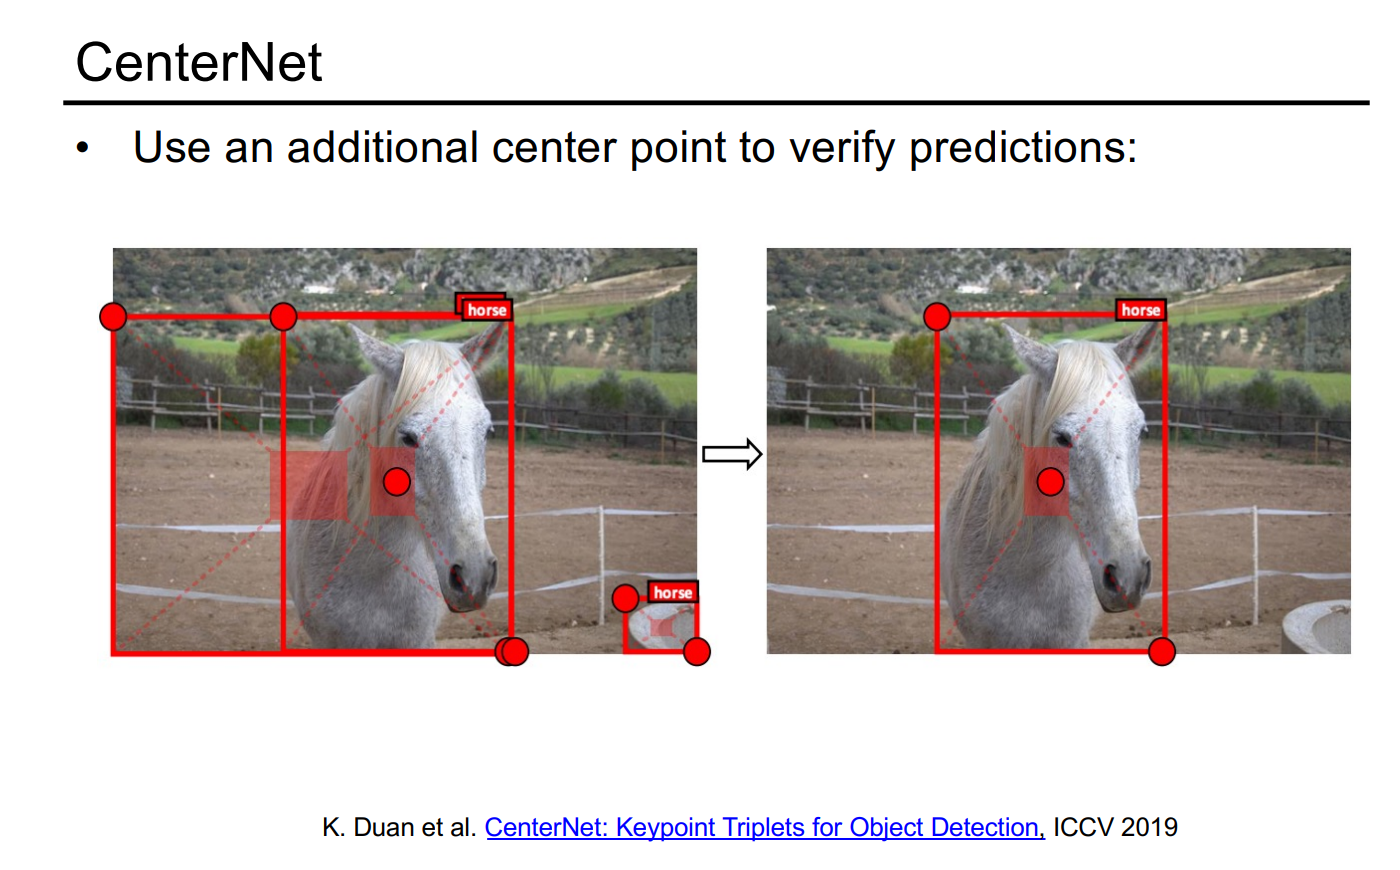 CenterNet
• Use an additional center point to verify predictions:
horse
horse
horse
K. Duan et al. CenterNet: Keypoint Triplets for Object Detection, ICCV 2019